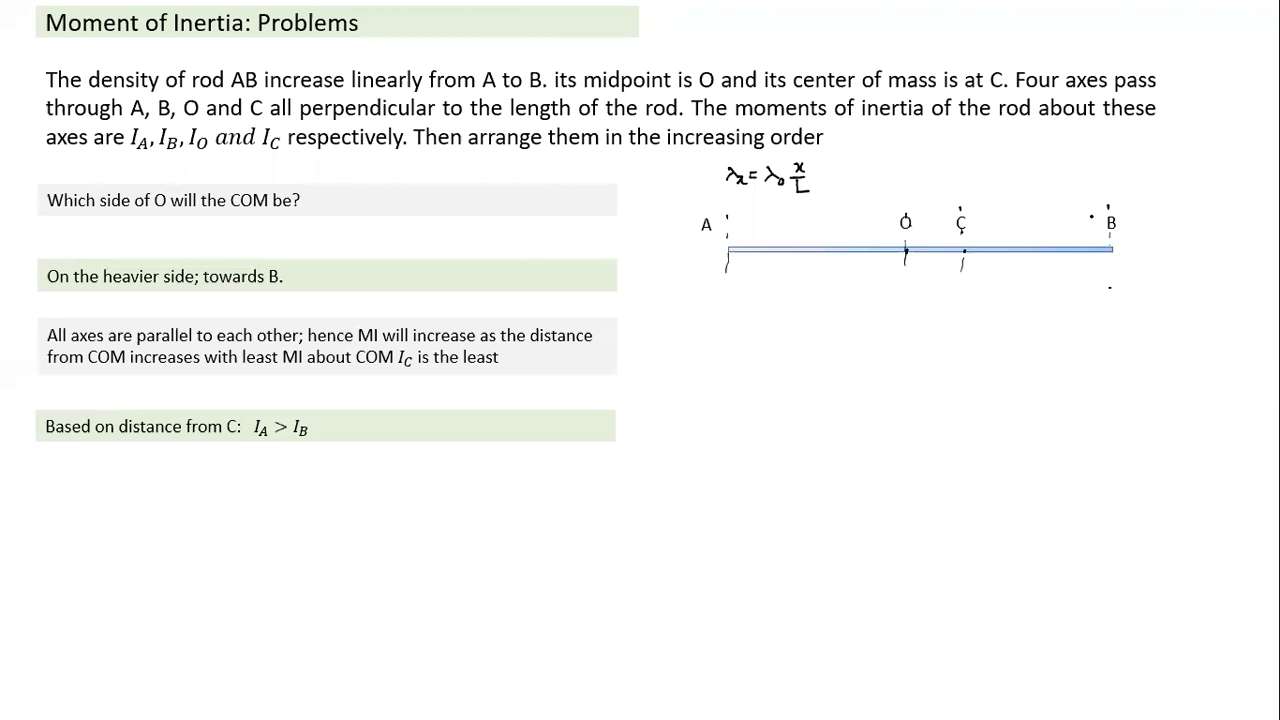 Moment of Inertia: Problems
The density of rod AB increase linearly from A to B. its midpoint is O and its center of mass is at C. Four axes pass
through A, B, O and C all perpendicular to the length of the rod. The moments of inertia of the rod about these
axes are I_A, I_B, I_O and I_C respectively. Then arrange them in the increasing order
λ_x = λ_0 x/L
Which side of O will the COM be?
A O C B
On the heavier side; towards B.
All axes are parallel to each other; hence MI will increase as the distance
from COM increases with least MI about COM I_C is the least
Based on distance from C: I_A > I_B